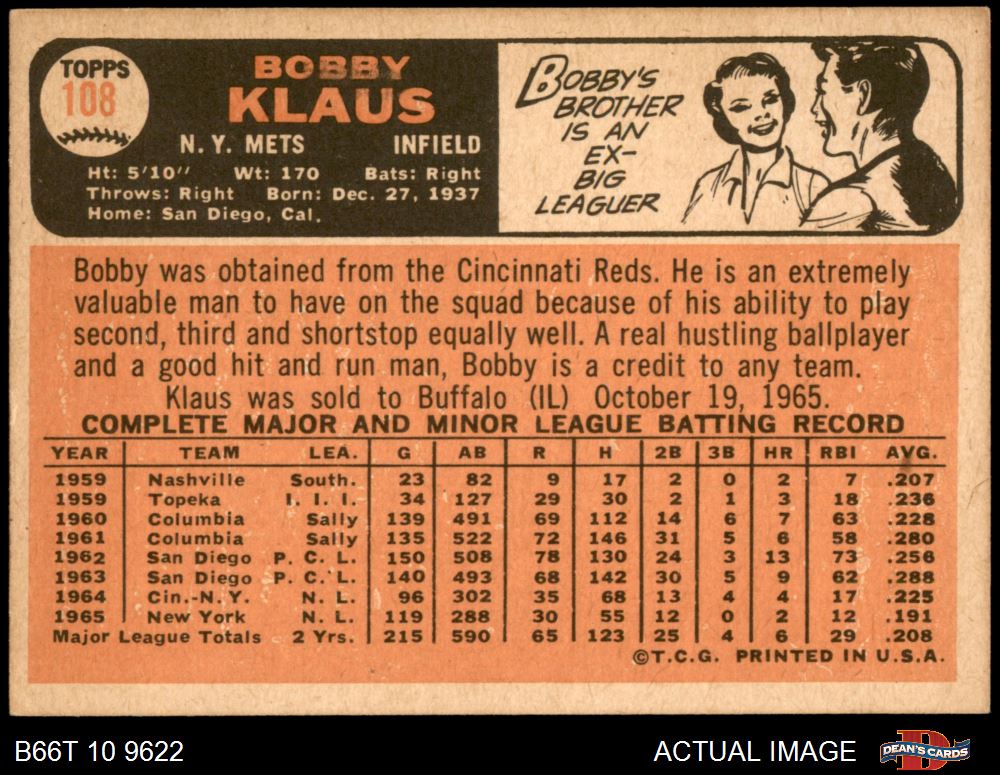 TOPPS
108
BOBBY
KLAUS
N. Y. METS INFIELD
Ht: 5'10" Wt: 170 Bats: Right
Throws: Right Born: Dec. 27, 1937
Home: San Diego, Cal.
BOBBY'S
BROTHER
IS AN
EX-
BIG
LEAGUER
Bobby was obtained from the Cincinnati Reds. He is an extremely
valuable man to have on the squad because of his ability to play
second, third and shortstop equally well. A real hustling ballplayer
and a good hit and run man, Bobby is a credit to any team.
Klaus was sold to Buffalo (IL) October 19, 1965.
COMPLETE MAJOR AND MINOR LEAGUE BATTING RECORD
YEAR TEAM LEA. G AB R H 2B 3B HR RBI AVG.
1959 Nashville South. 23 82 9 17 2 0 2 7 .207
1959 Topeka I. I. I. 34 127 29 30 2 1 3 18 .236
1960 Columbia Sally 139 491 69 112 14 6 7 63 .228
1961 Columbia Sally 135 522 72 146 31 5 6 58 .280
1962 San Diego P. C. L. 150 508 78 130 24 3 13 73 .256
1963 San Diego P. C. L. 140 493 68 142 30 5 9 62 .288
1964 Cin.-N. Y. N. L. 96 302 35 68 13 4 4 17 .225
1965 New York N. L. 119 288 30 55 12 0 2 12 .191
Major League Totals 2 Yrs. 215 590 65 123 25 4 6 29 .208
©T.C.G. PRINTED IN U.S.A.
B66T 10 9622 ACTUAL IMAGE D DEAN'S CARDS